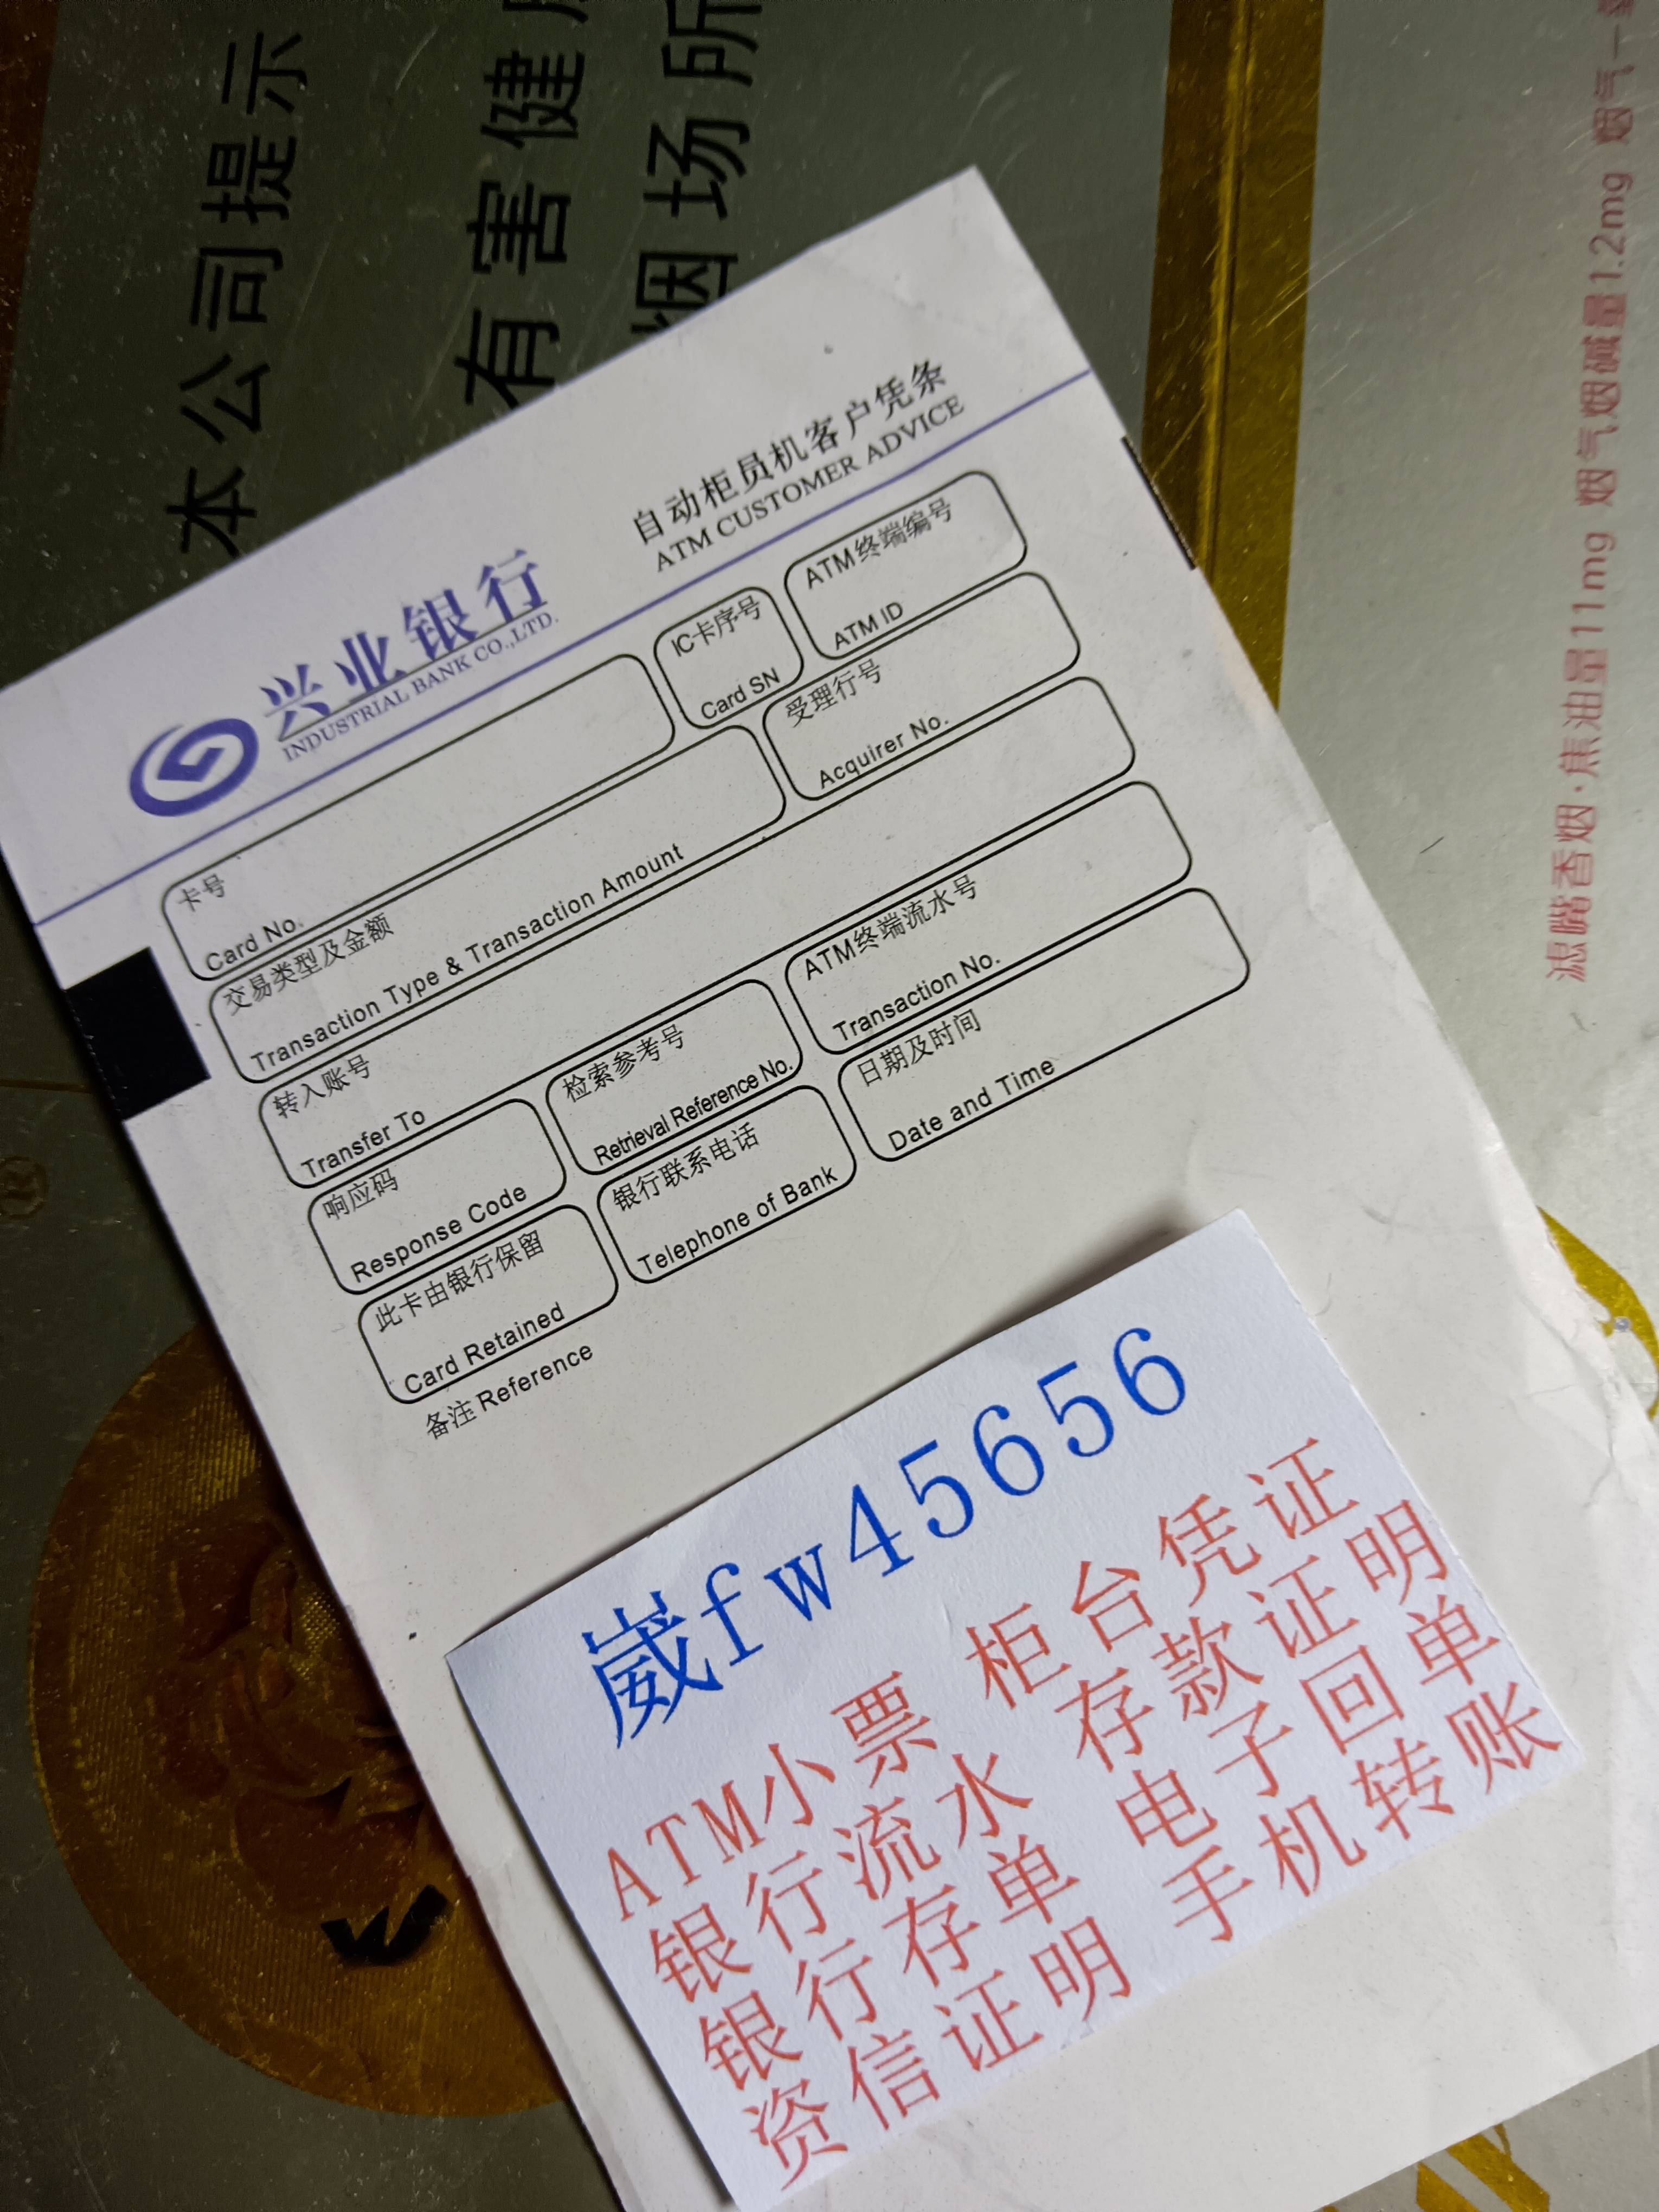 本公司提示
有害健
烟场所
滤嘴香烟·焦油量11mg 烟气烟碱量1.2mg 烟气一
兴业银行
INDUSTRIAL BANK CO.,LTD.
自动柜员机客户凭条
ATM CUSTOMER ADVICE
卡号
Card No.
IC卡序号
Card SN
ATM终端编号
ATM ID
交易类型及金额
Transaction Type & Transaction Amount
受理行号
Acquirer No.
转入账号
Transfer To
响应码
Response Code
检索参考号
Retrieval Reference No.
ATM终端流水号
Transaction No.
此卡由银行保留
Card Retained
银行联系电话
Telephone of Bank
日期及时间
Date and Time
备注 Reference
崴fw45656
ATM小票 柜台凭证
银行流水 存款证明
银行存单 电子回单
资信证明 手机转账